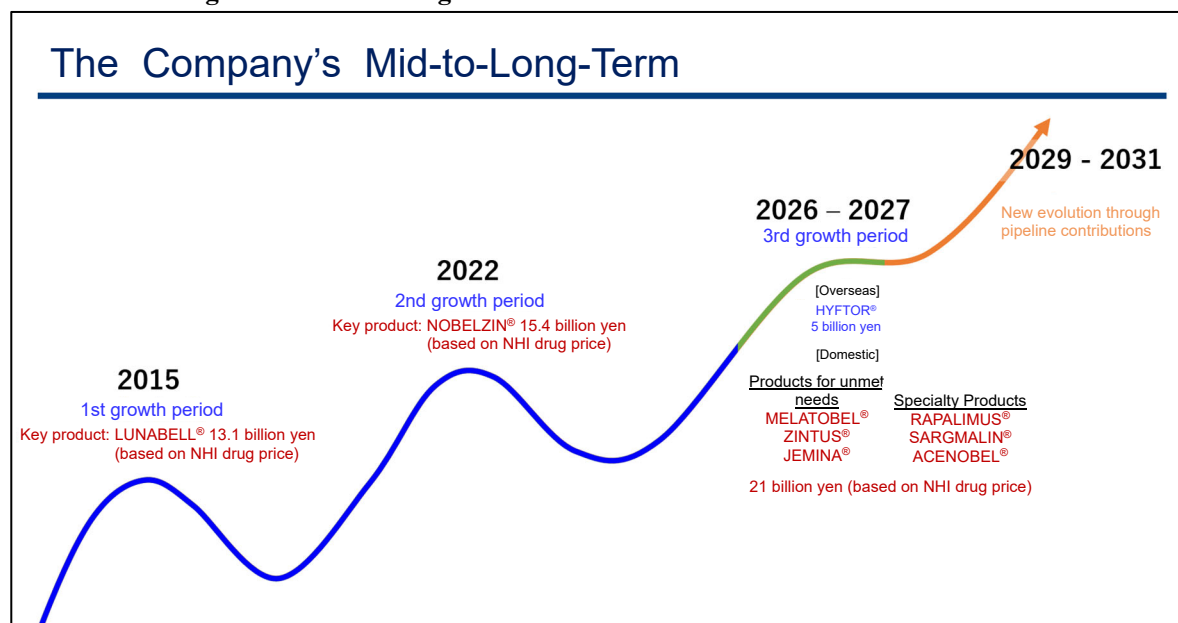 The Company's Mid-to-Long-Term
2015
1st growth period
Key product: LUNABELL® 13.1 billion yen
(based on NHI drug price)
2022
2nd growth period
Key product: NOBELZIN® 15.4 billion yen
(based on NHI drug price)
2026 – 2027
3rd growth period
[Overseas]
HYFTOR®
5 billion yen
[Domestic]
Products for unmet
needs
MELATOBEL®
ZINTUS®
JEMINA®
Specialty Products
RAPALIMUS®
SARGMALIN®
ACENOBEL®
21 billion yen (based on NHI drug price)
2029 - 2031
New evolution through
pipeline contributions